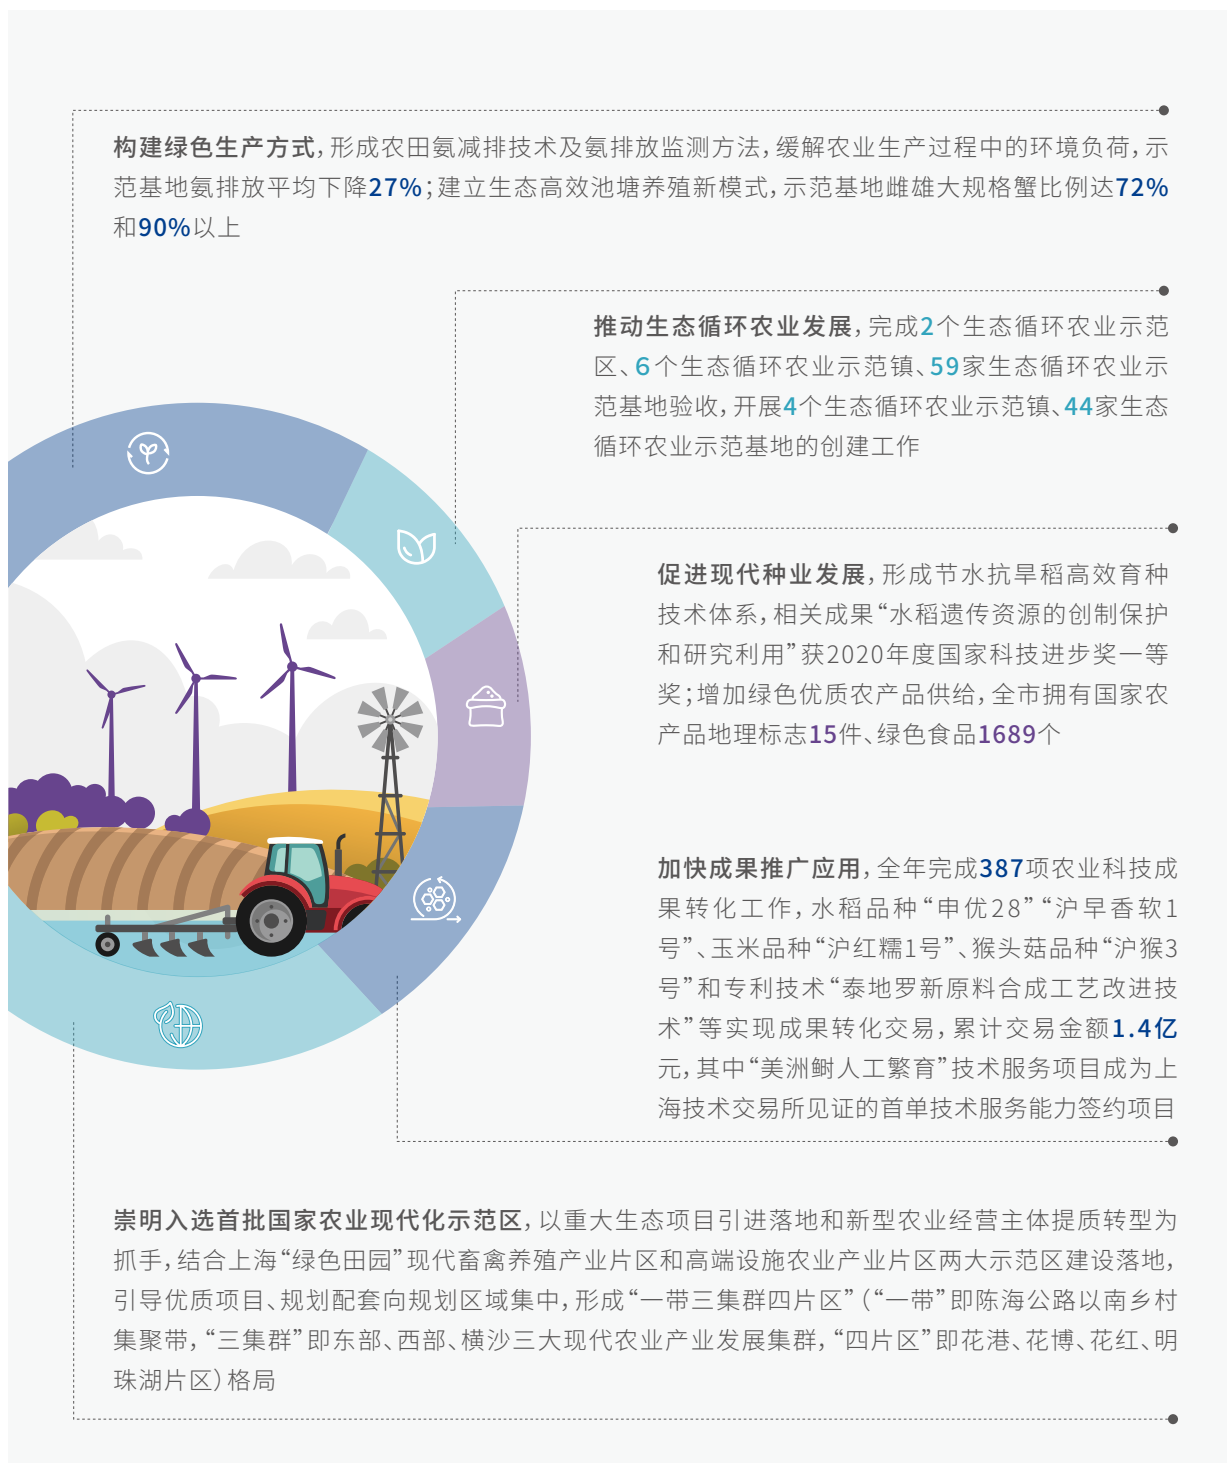 构建绿色生产方式，形成农田氨减排技术及氨排放监测方法，缓解农业生产过程中的环境负荷，示
范基地氨排放平均下降27%；建立生态高效池塘养殖新模式，示范基地雌雄大规格蟹比例达72%
和90%以上
推动生态循环农业发展，完成2个生态循环农业示范
区、6个生态循环农业示范镇、59家生态循环农业示
范基地验收，开展4个生态循环农业示范镇、44家生态
循环农业示范基地的创建工作
促进现代种业发展，形成节水抗旱稻高效育种
技术体系，相关成果“水稻遗传资源的创制保护
和研究利用”获2020年度国家科技进步奖一等
奖；增加绿色优质农产品供给，全市拥有国家农
产品地理标志15件、绿色食品1689个
加快成果推广应用，全年完成387项农业科技成
果转化工作，水稻品种“申优28”“沪早香软1
号”、玉米品种“沪红糯1号”、猴头菇品种“沪猴3
号”和专利技术“泰地罗新原料合成工艺改进技
术”等实现成果转化交易，累计交易金额1.4亿
元，其中“美洲鲥人工繁育”技术服务项目成为上
海技术交易所见证的首单技术服务能力签约项目
崇明入选首批国家农业现代化示范区，以重大生态项目引进落地和新型农业经营主体提质转型为
抓手，结合上海“绿色田园”现代畜禽养殖产业片区和高端设施农业产业片区两大示范区建设落地，
引导优质项目、规划配套向规划区域集中，形成“一带三集群四片区”（“一带”即陈海公路以南乡村
集聚带，“三集群”即东部、西部、横沙三大现代农业产业发展集群，“四片区”即花港、花博、花红、明
珠湖片区）格局